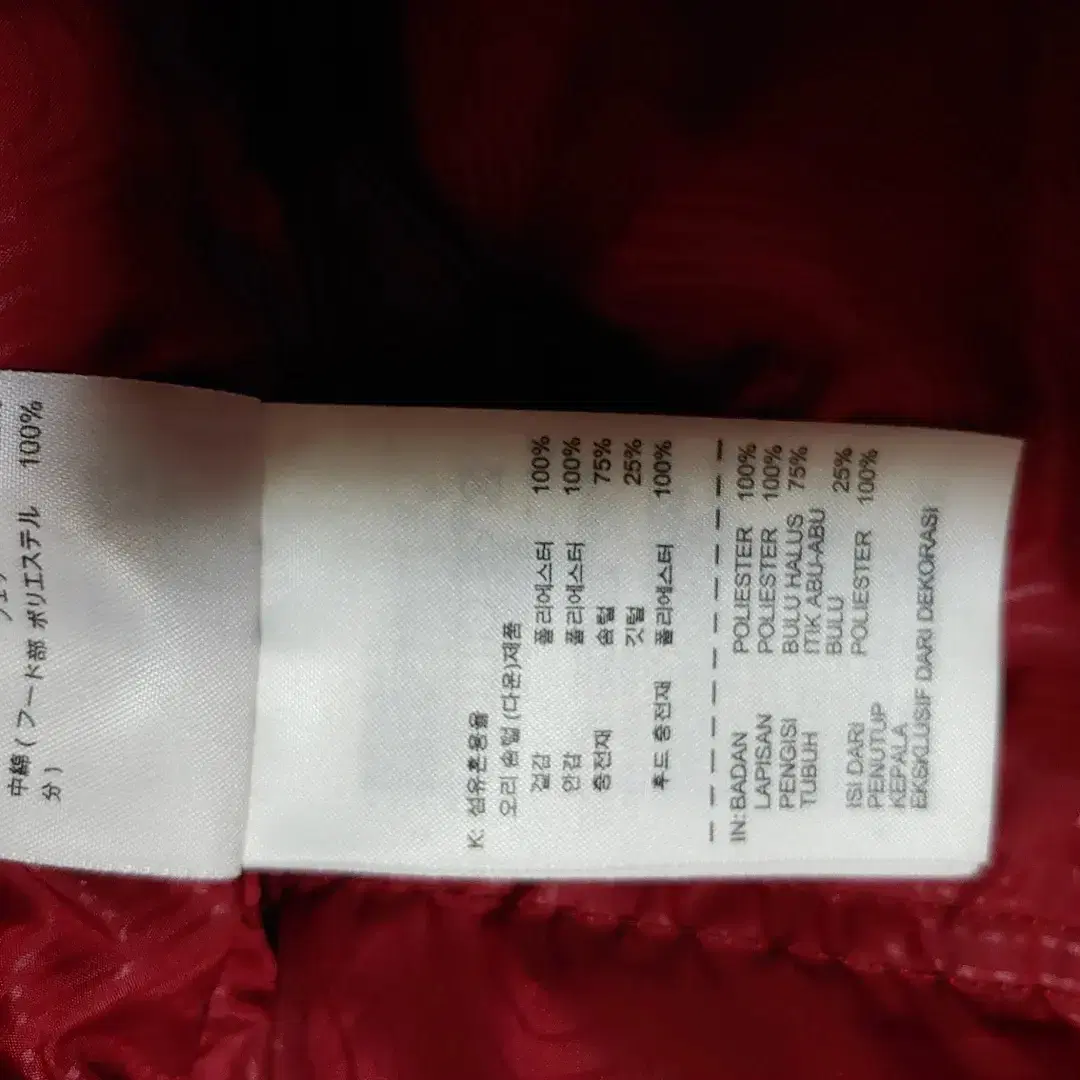 中綿(フード部 ポリエステル 100%
分)
K: 섬유혼용율
오리 솜털 (다운)제품
겉감 폴리에스터 100%
안감 폴리에스터 100%
충전재 솜털 75%
깃털 25%
후드 충전재 폴리에스터 100%
IN:BADAN POLIESTER 100%
LAPISAN POLIESTER 100%
PENGISI BULU HALUS 75%
TUBUH ITIK ABU-ABU
BULU 25%
ISI DARI POLIESTER 100%
PENUTUP
KEPALA
EKSKLUSIF DARI DEKORASI